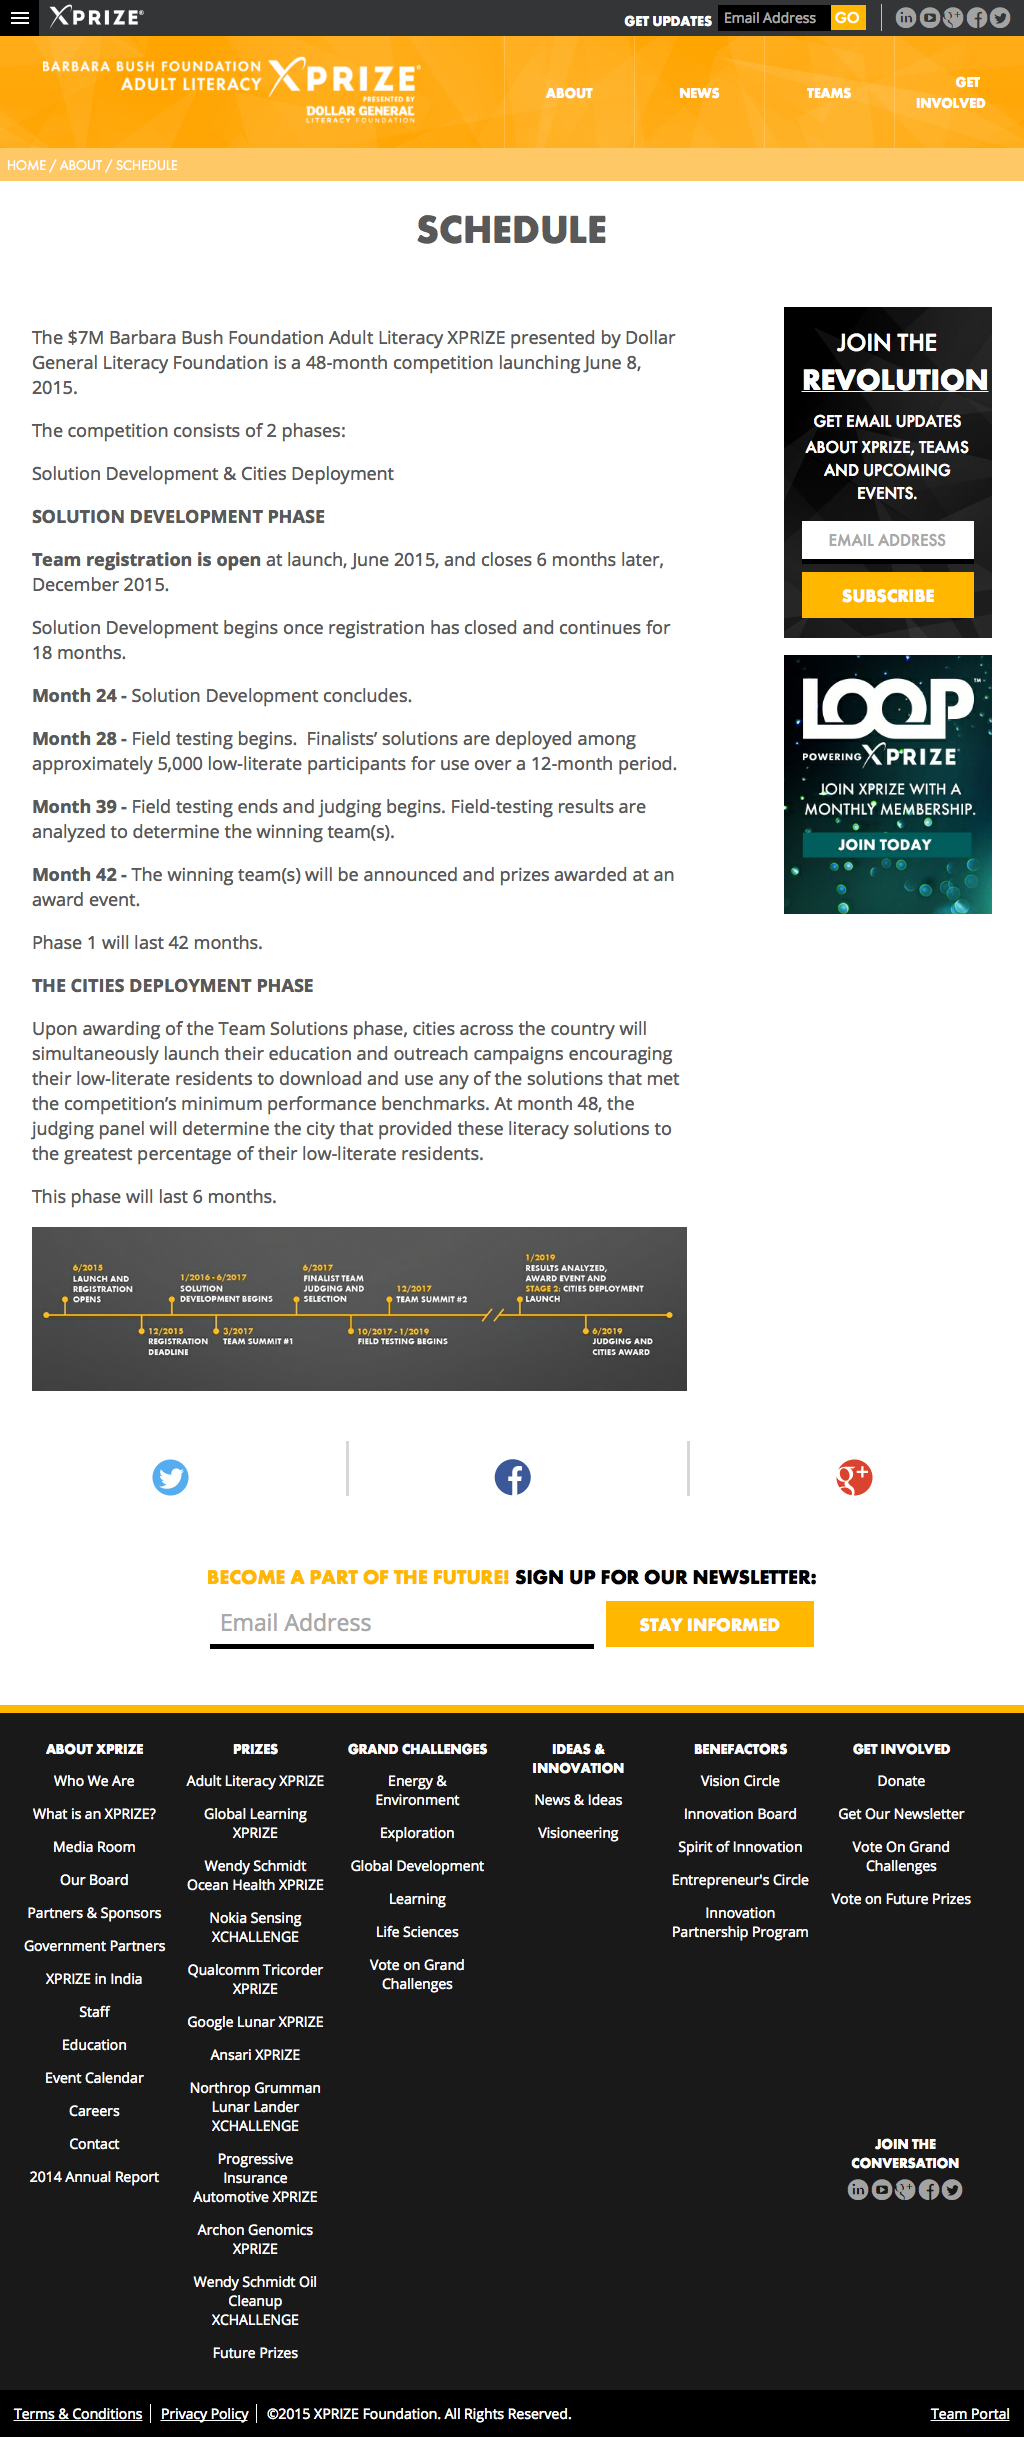 XPRIZE®
GET UPDATES Email Address GO
BARBARA BUSH FOUNDATION
ADULT LITERACY XPRIZE®
PRESENTED BY
DOLLAR GENERAL
LITERACY FOUNDATION
ABOUT
NEWS
TEAMS
GET
INVOLVED
HOME / ABOUT / SCHEDULE
SCHEDULE
The $7M Barbara Bush Foundation Adult Literacy XPRIZE presented by Dollar
General Literacy Foundation is a 48-month competition launching June 8,
2015.
The competition consists of 2 phases:
Solution Development & Cities Deployment
SOLUTION DEVELOPMENT PHASE
Team registration is open at launch, June 2015, and closes 6 months later,
December 2015.
Solution Development begins once registration has closed and continues for
18 months.
Month 24 - Solution Development concludes.
Month 28 - Field testing begins.  Finalists’ solutions are deployed among
approximately 5,000 low-literate participants for use over a 12-month period.
Month 39 - Field testing ends and judging begins. Field-testing results are
analyzed to determine the winning team(s).
Month 42 - The winning team(s) will be announced and prizes awarded at an
award event.
Phase 1 will last 42 months.
THE CITIES DEPLOYMENT PHASE
Upon awarding of the Team Solutions phase, cities across the country will
simultaneously launch their education and outreach campaigns encouraging
their low-literate residents to download and use any of the solutions that met
the competition’s minimum performance benchmarks. At month 48, the
judging panel will determine the city that provided these literacy solutions to
the greatest percentage of their low-literate residents.
This phase will last 6 months.
JOIN THE
REVOLUTION
GET EMAIL UPDATES
ABOUT XPRIZE, TEAMS
AND UPCOMING
EVENTS.
EMAIL ADDRESS
SUBSCRIBE
LOOP™
POWERING XPRIZE
JOIN XPRIZE WITH A
MONTHLY MEMBERSHIP.
JOIN TODAY
6/2015
LAUNCH AND
REGISTRATION
OPENS
12/2015
REGISTRATION
DEADLINE
1/2016 - 6/2017
SOLUTION
DEVELOPMENT BEGINS
3/2017
TEAM SUMMIT #1
6/2017
FINALIST TEAM
JUDGING AND
SELECTION
10/2017 - 1/2019
FIELD TESTING BEGINS
12/2017
TEAM SUMMIT #2
1/2019
RESULTS ANALYZED,
AWARD EVENT AND
STAGE 2: CITIES DEPLOYMENT
LAUNCH
6/2019
JUDGING AND
CITIES AWARD
BECOME A PART OF THE FUTURE! SIGN UP FOR OUR NEWSLETTER:
Email Address
STAY INFORMED
ABOUT XPRIZE
Who We Are
What is an XPRIZE?
Media Room
Our Board
Partners & Sponsors
Government Partners
XPRIZE in India
Staff
Education
Event Calendar
Careers
Contact
2014 Annual Report
PRIZES
Adult Literacy XPRIZE
Global Learning
XPRIZE
Wendy Schmidt
Ocean Health XPRIZE
Nokia Sensing
XCHALLENGE
Qualcomm Tricorder
XPRIZE
Google Lunar XPRIZE
Ansari XPRIZE
Northrop Grumman
Lunar Lander
XCHALLENGE
Progressive
Insurance
Automotive XPRIZE
Archon Genomics
XPRIZE
Wendy Schmidt Oil
Cleanup
XCHALLENGE
Future Prizes
GRAND CHALLENGES
Energy &
Environment
Exploration
Global Development
Learning
Life Sciences
Vote on Grand
Challenges
IDEAS &
INNOVATION
News & Ideas
Visioneering
BENEFACTORS
Vision Circle
Innovation Board
Spirit of Innovation
Entrepreneur's Circle
Innovation
Partnership Program
GET INVOLVED
Donate
Get Our Newsletter
Vote On Grand
Challenges
Vote on Future Prizes
JOIN THE
CONVERSATION
Terms & Conditions | Privacy Policy | ©2015 XPRIZE Foundation. All Rights Reserved.
Team Portal